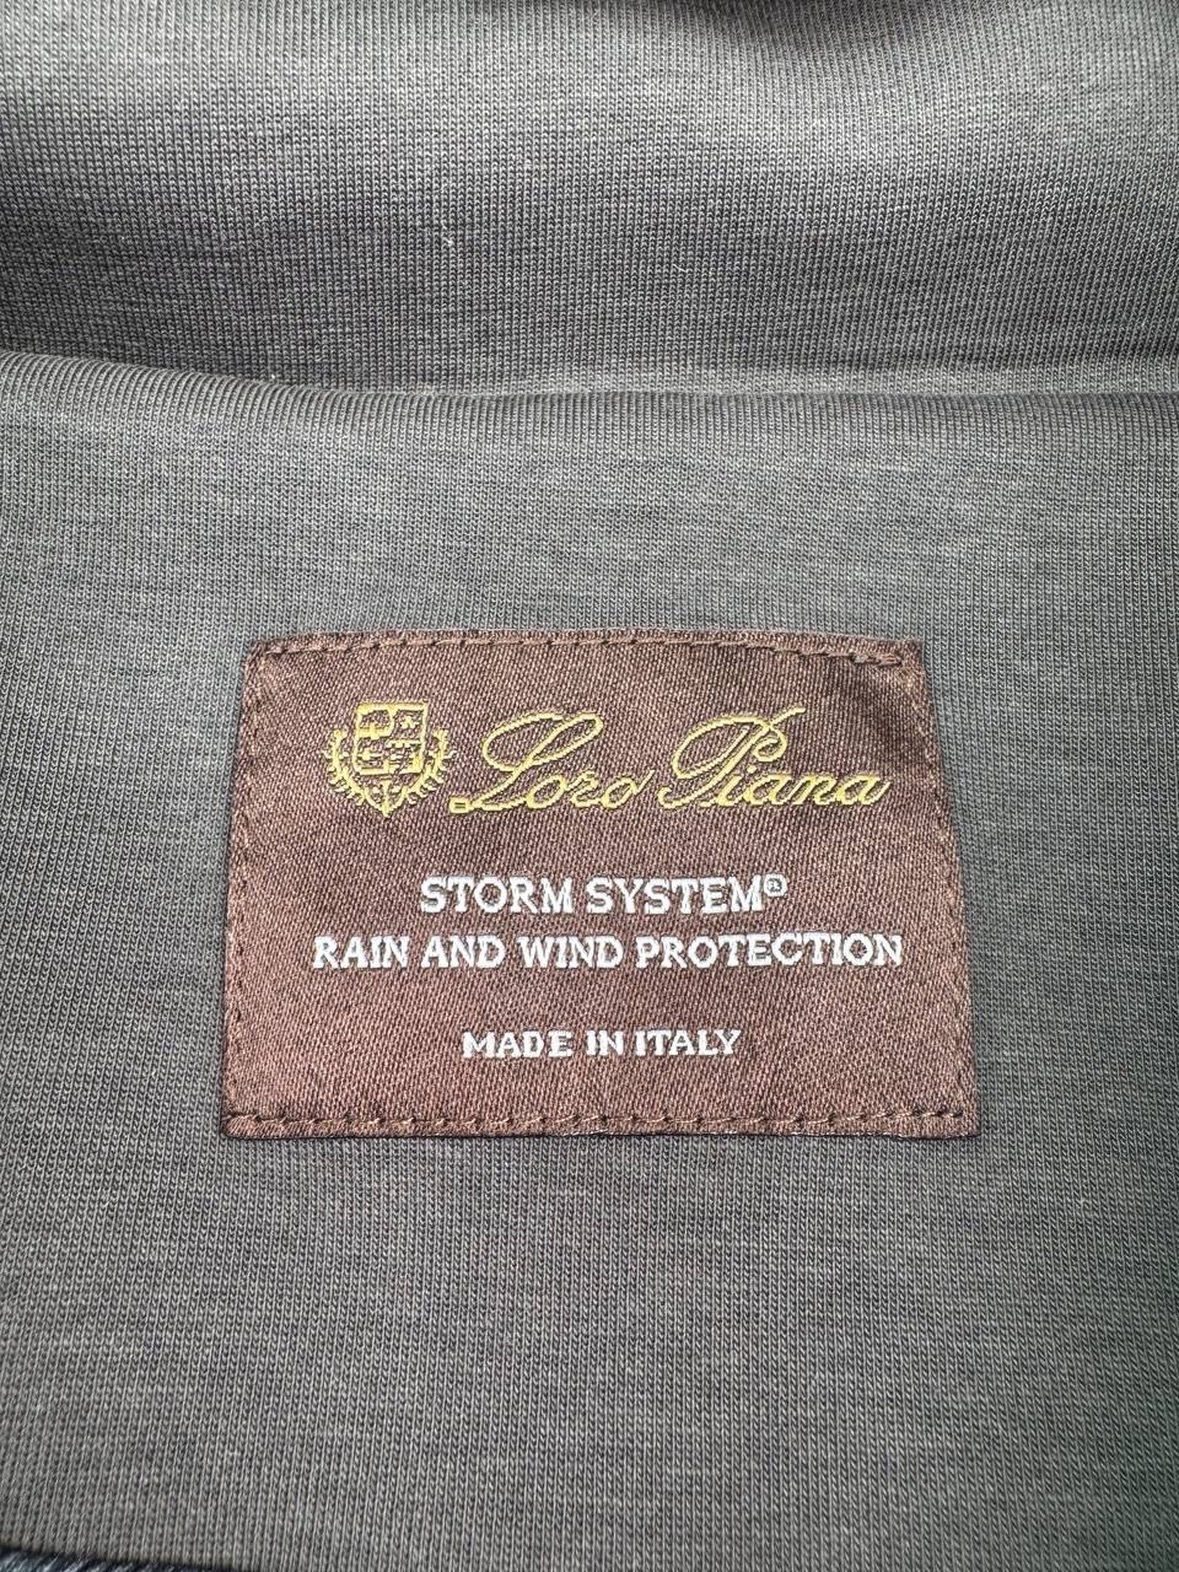 Loro Piana
STORM SYSTEM®
RAIN AND WIND PROTECTION
MADE IN ITALY